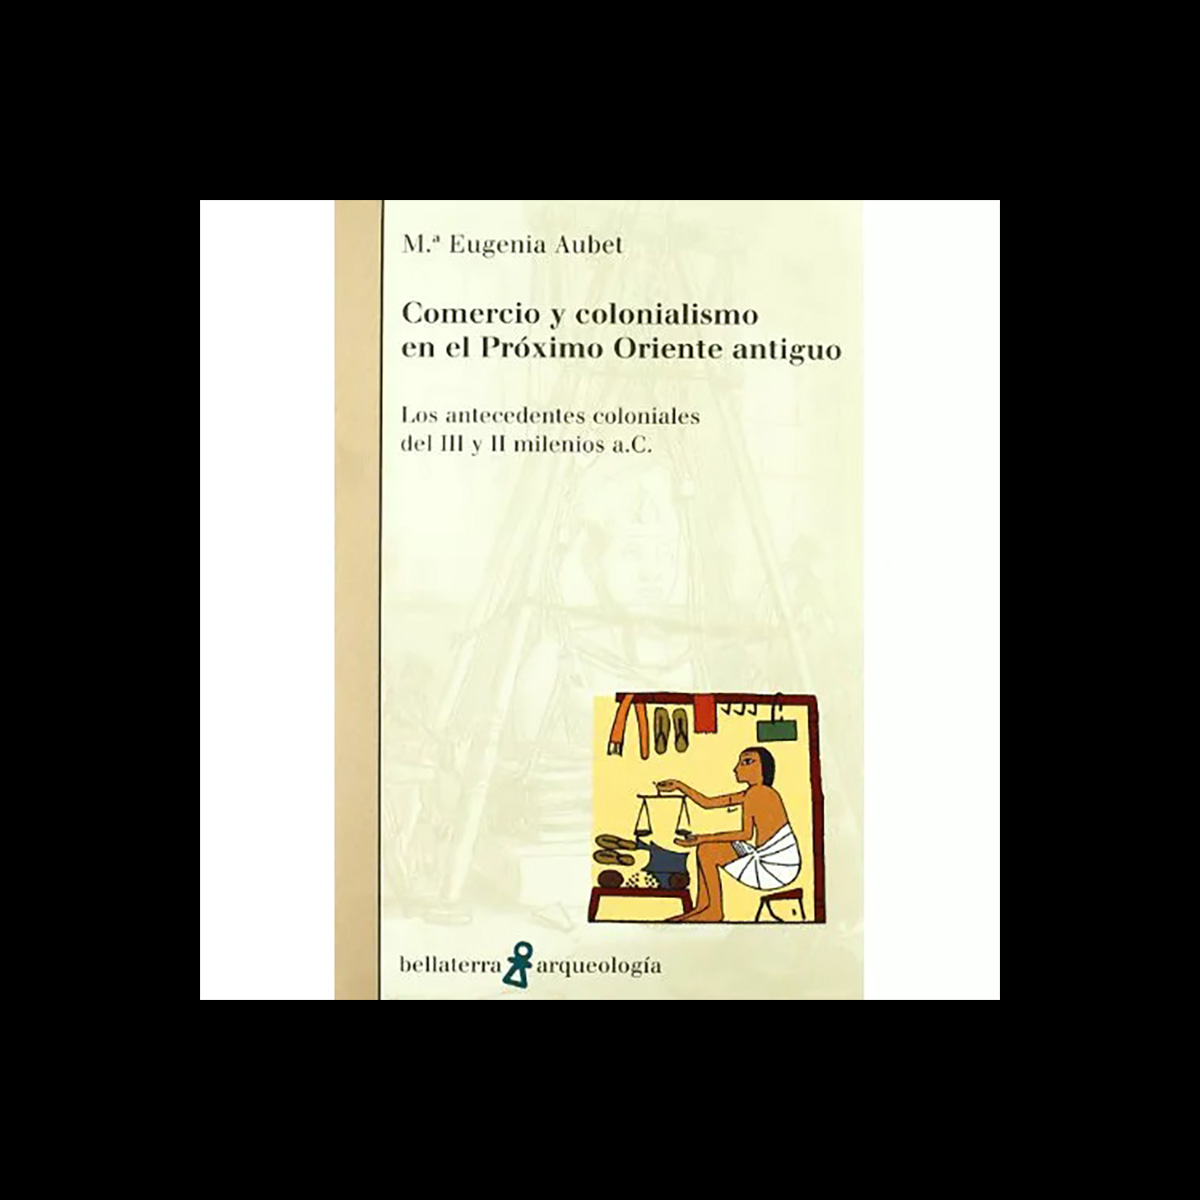 M.ª Eugenia Aubet
Comercio y colonialismo
en el Próximo Oriente antiguo
Los antecedentes coloniales
del III y II milenios a.C.
bellaterra arqueología